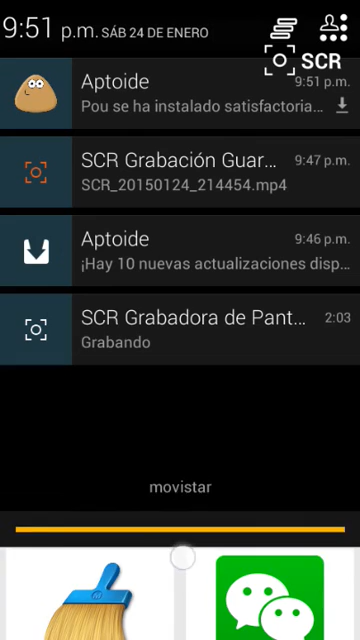 9:51 p.m. SÁB 24 DE ENERO
SCR
Aptoide 9:51 p.m.
Pou se ha instalado satisfactoria...
SCR Grabación Guar... 9:47 p.m.
SCR_20150124_214454.mp4
Aptoide 9:46 p.m.
¡Hay 10 nuevas actualizaciones disp...
SCR Grabadora de Pant... 2:03
Grabando
movistar